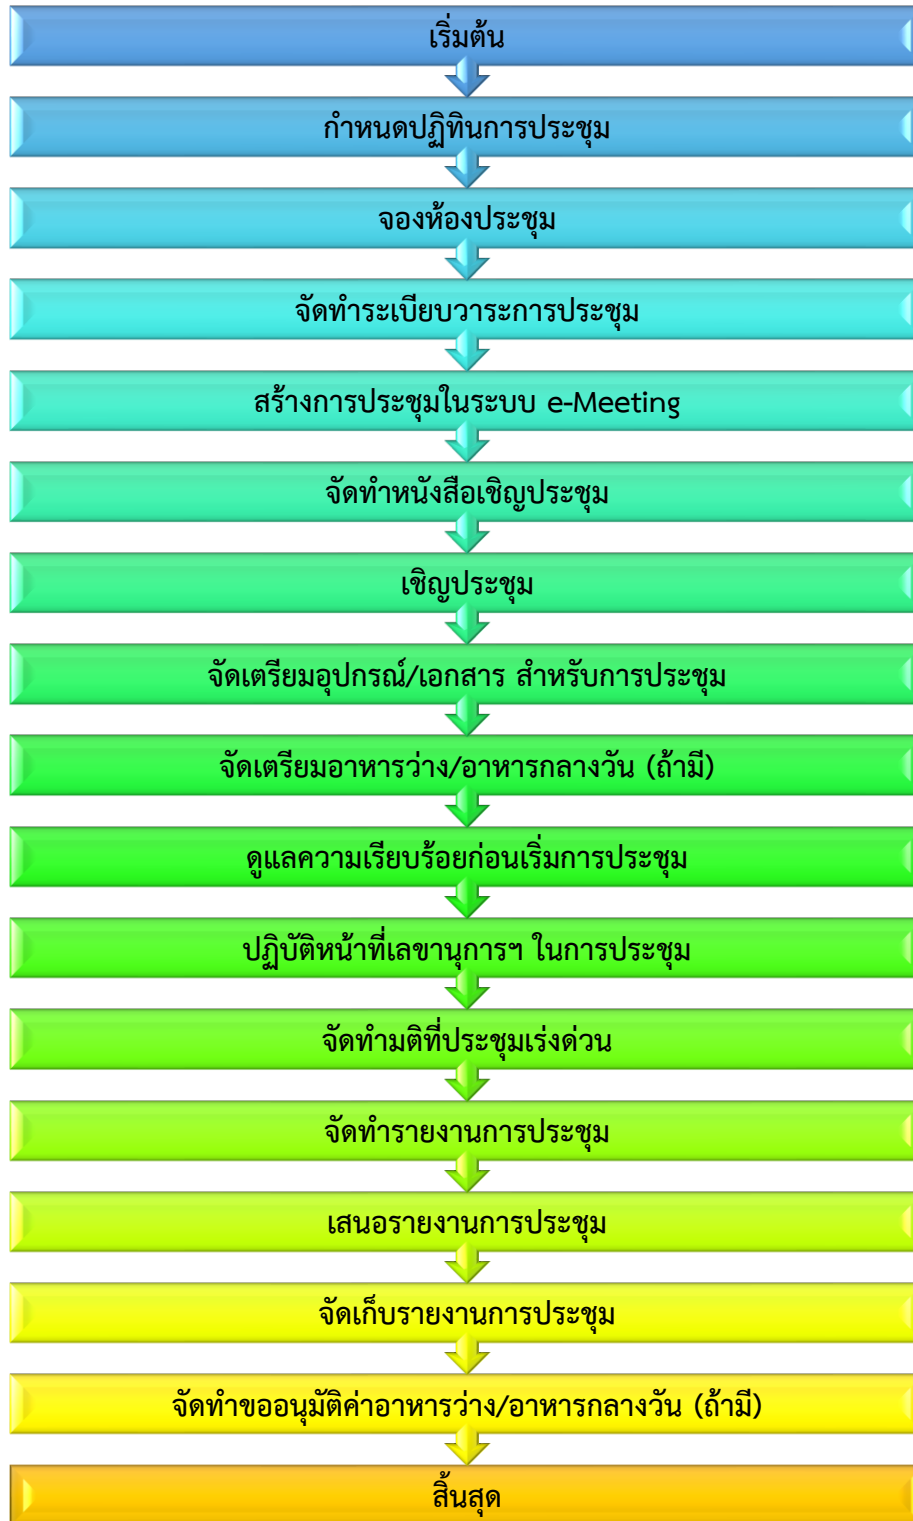 เริ่มต้น
กำหนดปฏิทินการประชุม
จองห้องประชุม
จัดทำระเบียบวาระการประชุม
สร้างการประชุมในระบบ e-Meeting
จัดทำหนังสือเชิญประชุม
เชิญประชุม
จัดเตรียมอุปกรณ์/เอกสาร สำหรับการประชุม
จัดเตรียมอาหารว่าง/อาหารกลางวัน (ถ้ามี)
ดูแลความเรียบร้อยก่อนเริ่มการประชุม
ปฏิบัติหน้าที่เลขานุการฯ ในการประชุม
จัดทำมติที่ประชุมเร่งด่วน
จัดทำรายงานการประชุม
เสนอรายงานการประชุม
จัดเก็บรายงานการประชุม
จัดทำขออนุมัติค่าอาหารว่าง/อาหารกลางวัน (ถ้ามี)
สิ้นสุด